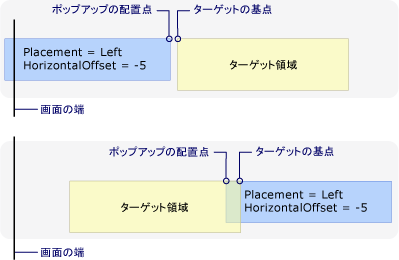 ポップアップの配置点 ターゲットの基点
Placement = Left
HorizontalOffset = -5
ターゲット領域
画面の端
ポップアップの配置点 ターゲットの基点
ターゲット領域
Placement = Left
HorizontalOffset = -5
画面の端